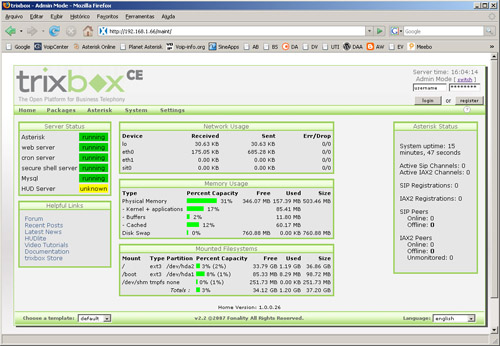 trixbox - Admin Mode - Mozilla Firefox
Arquivo Editar Exibir Histórico Favoritos Ferramentas Ajuda
http://192.168.1.66/maint/
Google VoipCenter Asterisk Online Voip-info.org SineApps AB BS DA DV UTI DAA AW EV Meebo
trixbox CE
The Open Platform for Business Telephony
Server time: 16:04:14
Admin Mode [ switch ]
username ********
login or register
Home Packages Asterisk System Settings
Server Status
Asterisk running
web server running
cron server running
secure shell server running
Mysql running
HUD Server unknown
Helpful Links
Forum
Recent Posts
Latest News
HUDlite
Video Tutorials
Documentation
trixbox Store
Network Usage
Device Received Sent Err/Drop
lo 30.63 KB 30.63 KB 0/0
eth0 175.05 KB 685.28 KB 0/0
eth1 0.00 KB 0.00 KB 0/0
sit0 0.00 KB 0.00 KB 0/0
Memory Usage
Type Percent Capacity Free Used Size
Physical Memory 31% 346.07 MB 157.39 MB 503.46 MB
- Kernel + applications 17% 85.41 MB
- Buffers 2% 11.80 MB
- Cached 12% 60.17 MB
Disk Swap 0% 760.88 MB 0.00 KB 760.88 MB
Mounted Filesystems
Mount Type Partition Percent Capacity Free Used Size
/ ext3 /dev/hda2 3% (2%) 33.79 GB 1.19 GB 36.86 GB
/boot ext3 /dev/hda1 8% (1%) 85.33 MB 8.29 MB 98.72 MB
/dev/shm tmpfs none 0% (1%) 251.73 MB 0.00 KB 251.73 MB
Totals : 3% 34.12 GB 1.20 GB 37.20 GB
Asterisk Status
System uptime: 15
minutes, 47 seconds
Active Sip Channels: 0
Active IAX2 Channels: 0
SIP Registrations: 0
IAX2 Registrations: 0
SIP Peers
Online: 0
Offline: 0
IAX2 Peers
Online: 0
Offline: 0
Unmonitored: 0
Home Version: 1.0.0.26
Choose a template: default
v2.2 ©2007 Fonality All Rights Reserved.
Language: english